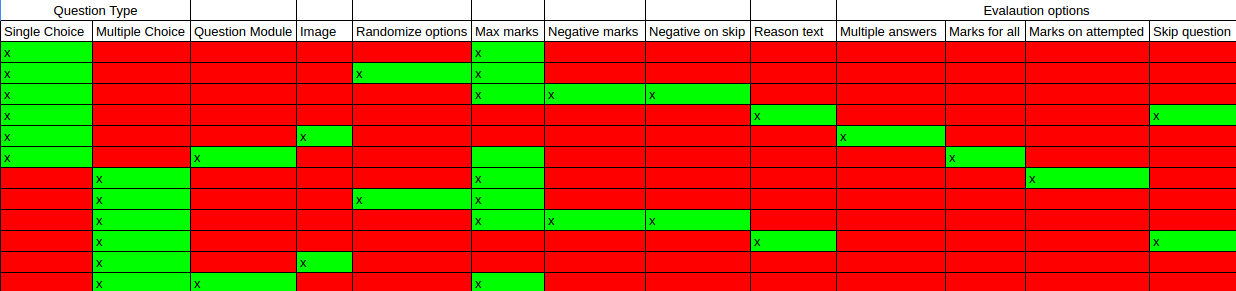 Question Type Evalaution options
Single Choice Multiple Choice Question Module Image Randomize options Max marks Negative marks Negative on skip Reason text Multiple answers Marks for all Marks on attempted Skip question
x x
x x x
x x x x
x x x
x x x
x x x
x x x
x x x
x x x x
x x x
x x
x x x